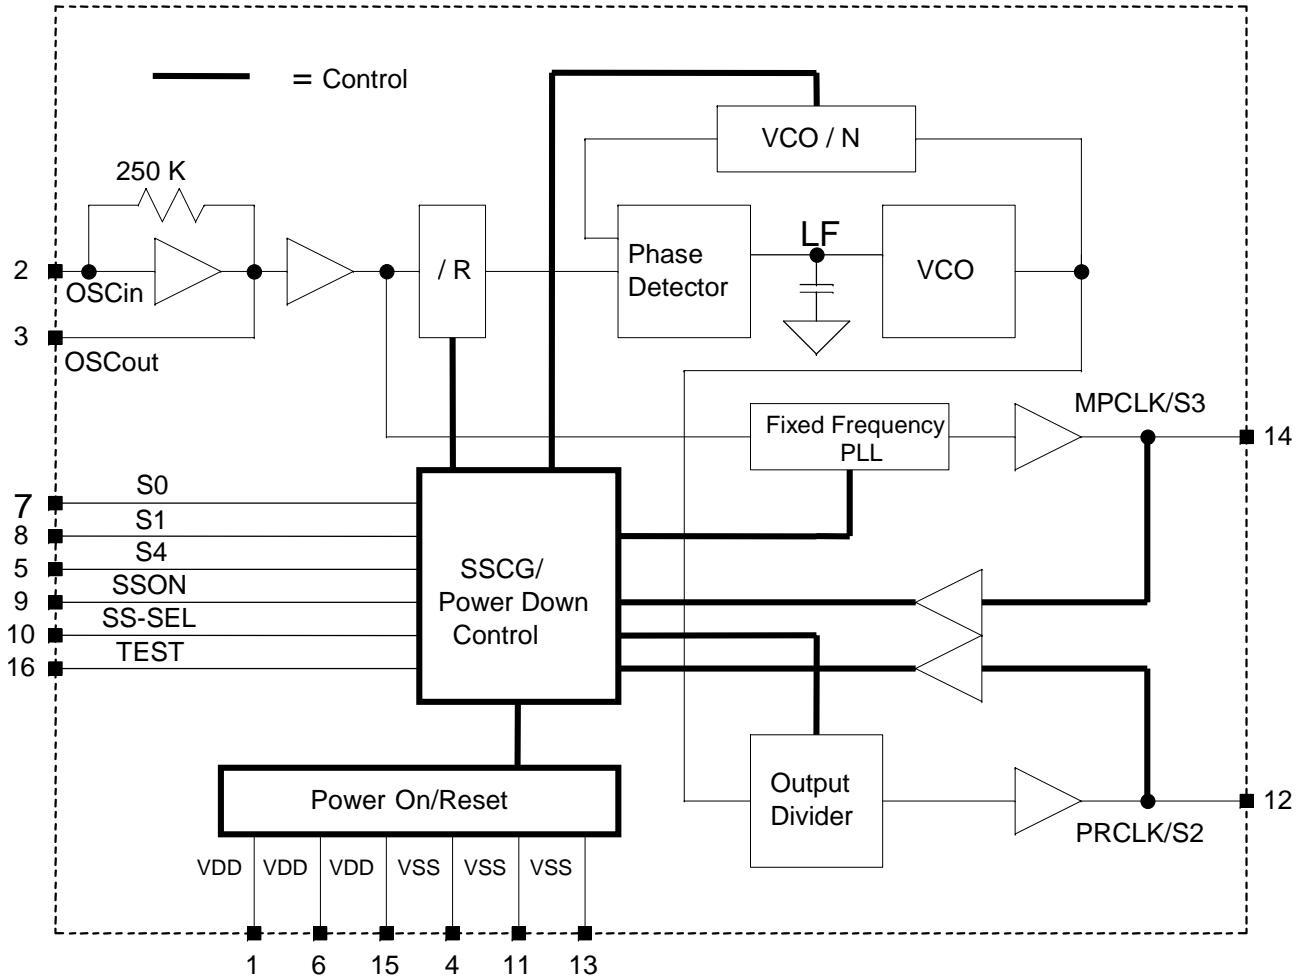 = Control
VCO / N
250 K
LF
Phase
Detector
/ R
VCO
2
OSCin
3
OSCout
MPCLK/S3
Fixed Frequency
PLL
14
7
S0
8
S1
5
S4
9
SSON
10
SS-SEL
16
TEST
SSCG/
Power Down
Control
Output
Divider
12
PRCLK/S2
Power On/Reset
VDD VDD VDD VSS VSS VSS
1 6 15 4 11 13